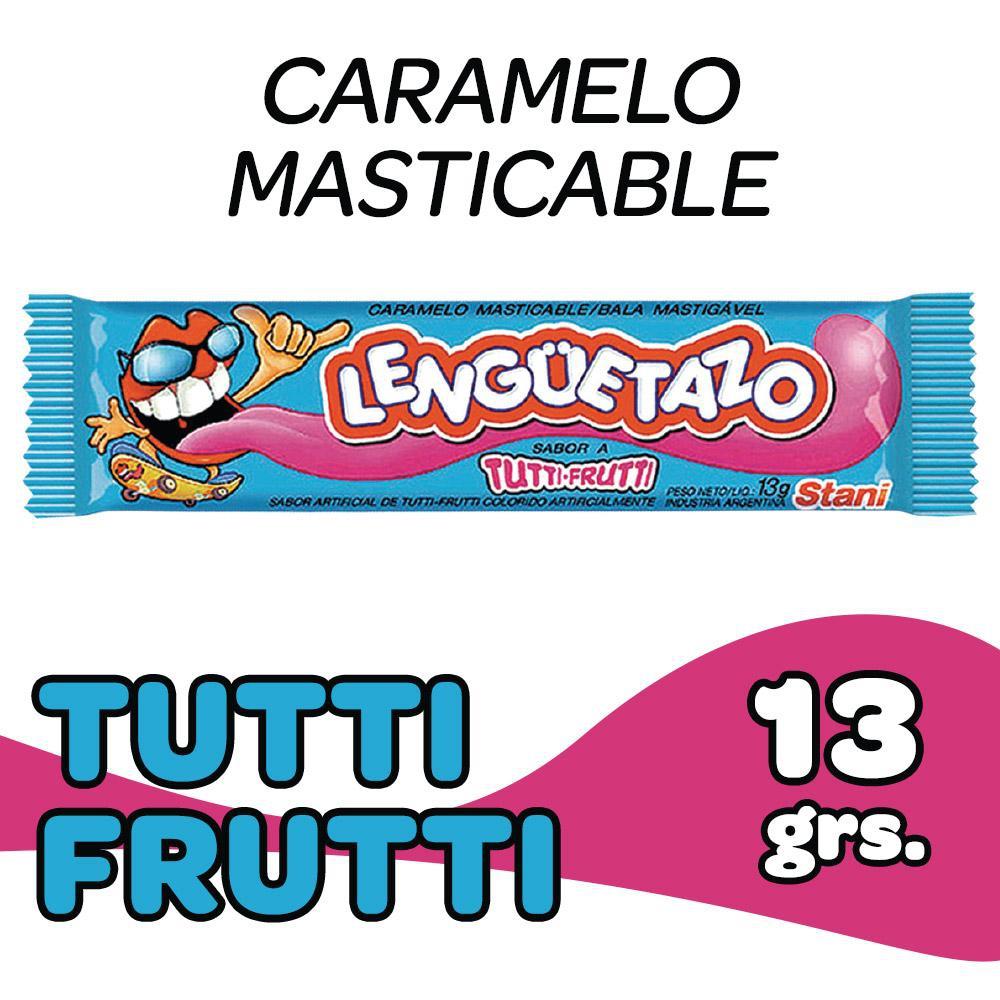 CARAMELO
MASTICABLE
CARAMELO MASTICABLE/BALA MASTIGÁVEL
LENGÜETAZO
SABOR A
TUTTI-FRUTTI
SABOR ARTIFICIAL DE TUTTI-FRUTTI COLORIDO ARTIFICIALMENTE
PESO NETO/LIQ.: 13g
INDUSTRIA ARGENTINA
Stani
TUTTI
FRUTTI
13
grs.